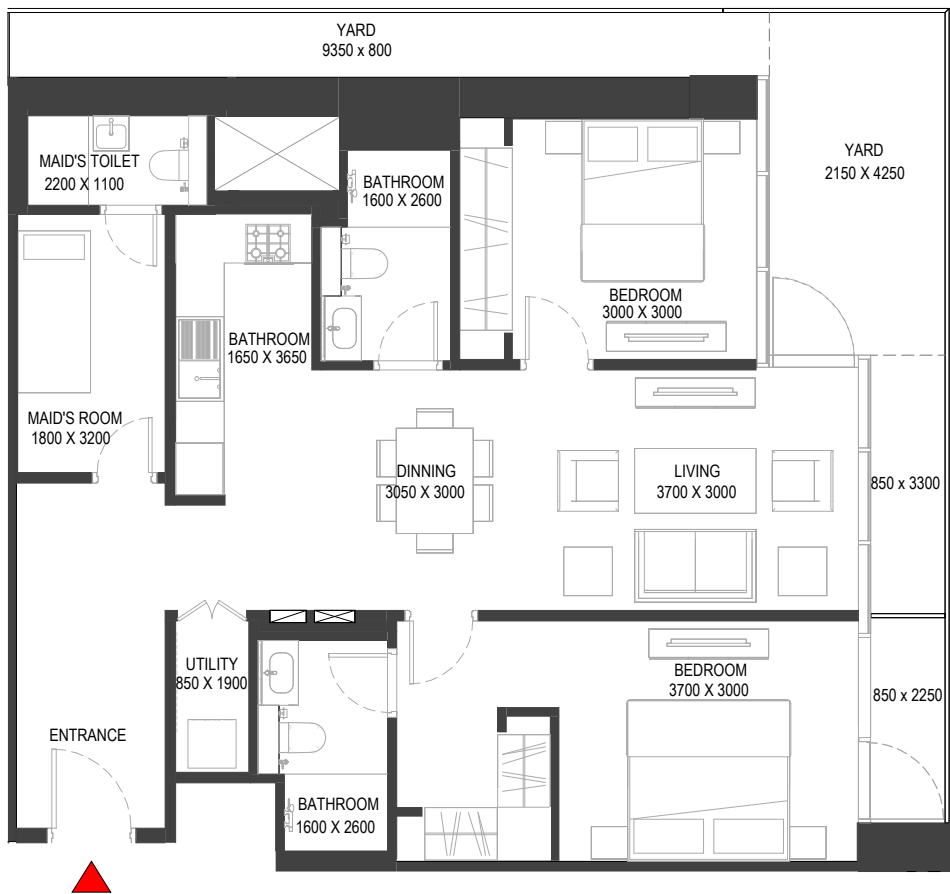 YARD
9350 x 800
MAID'S TOILET
2200 X 1100
BATHROOM
1600 X 2600
YARD
2150 X 4250
BEDROOM
3000 X 3000
BATHROOM
1650 X 3650
MAID'S ROOM
1800 X 3200
DINNING
3050 X 3000
LIVING
3700 X 3000
850 x 3300
UTILITY
850 X 1900
BEDROOM
3700 X 3000
850 x 2250
ENTRANCE
BATHROOM
1600 X 2600